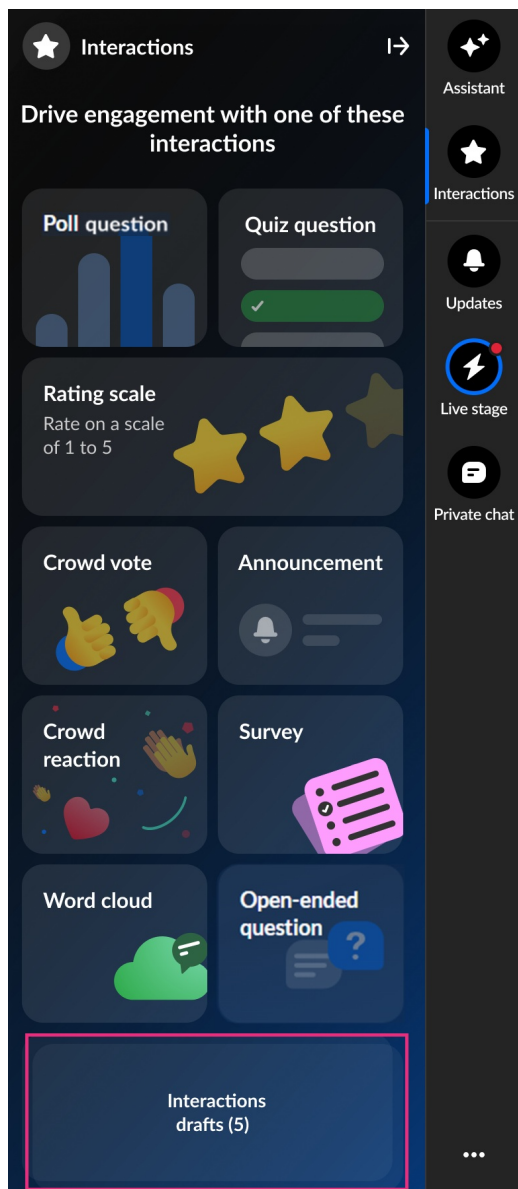 Interactions
Drive engagement with one of these
interactions
Poll question
Quiz question
Rating scale
Rate on a scale
of 1 to 5
Crowd vote
Announcement
Crowd
reaction
Survey
Word cloud
Open-ended
question
?
Interactions
drafts (5)
Assistant
Interactions
Updates
Live stage
Private chat